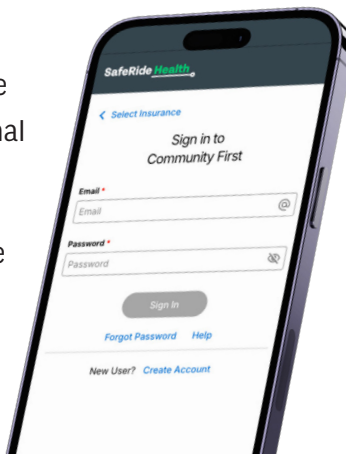 e
nal
e
SafeRide Health
Select Insurance
Sign in to
Community First
Email *
Email @
Password *
Password
Sign In
Forgot Password Help
New User? Create Account